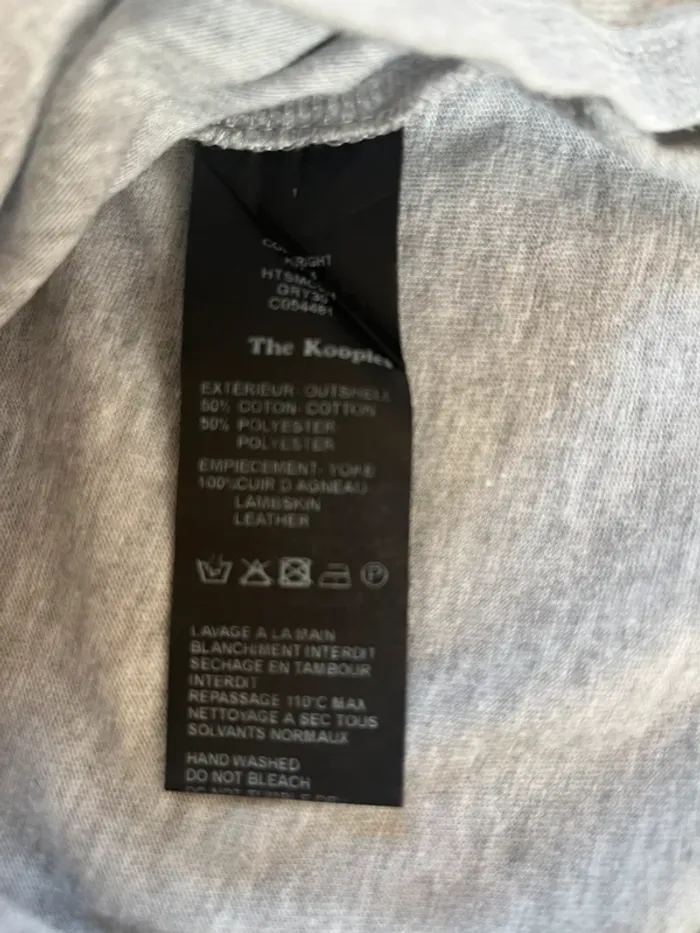 The Kooples
EXTERIEUR- OUTSHELL
50% COTON- COTTON
50% POLYESTER-
POLYESTER
EMPIECEMENT- YOKE
100%CUIR D AGNEAU
LAMBSKIN
LEATHER
P
LAVAGE A LA MAIN
BLANCHIMENT INTERDIT
SECHAGE EN TAMBOUR
INTERDIT
REPASSAGE 110°C MAX
NETTOYAGE A SEC TOUS
SOLVANTS NORMAUX
HAND WASHED
DO NOT BLEACH